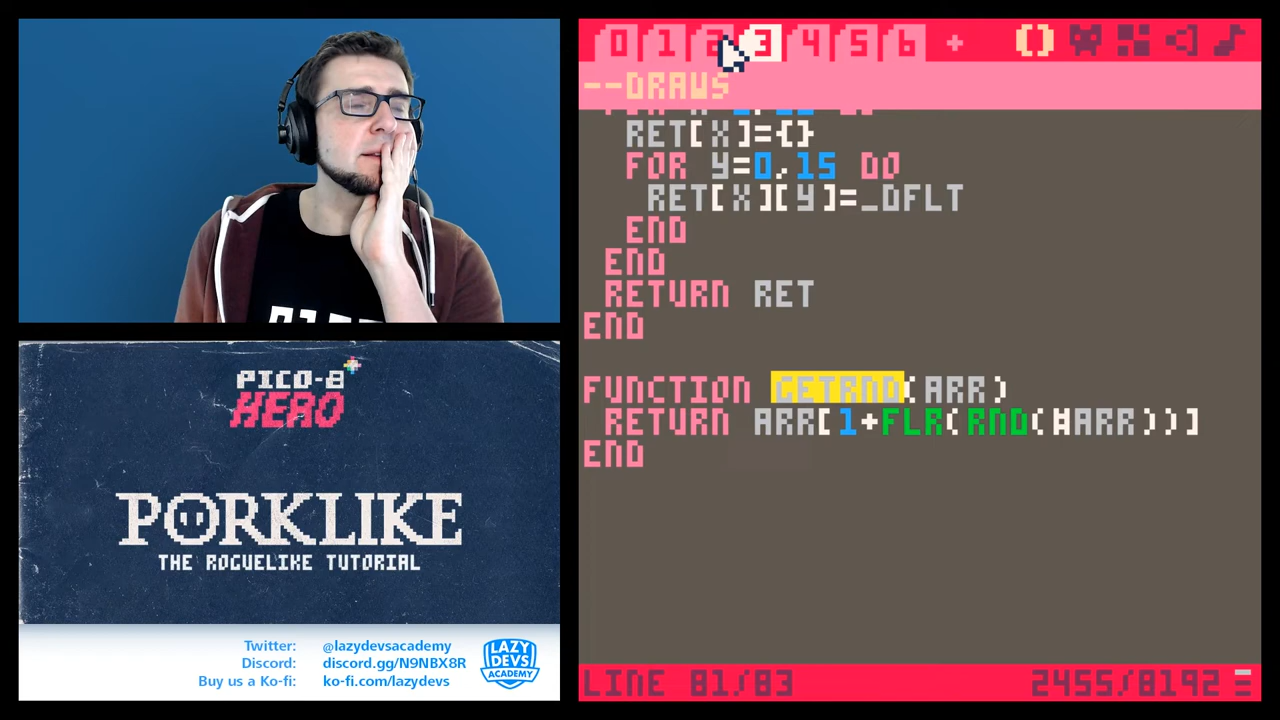 0 1 2 3 4 5 6 +
--DRAWS
RET[X]={}
FOR Y=0,15 DO
RET[X][Y]=_DFLT
END
END
RETURN RET
END
FUNCTION GETRND(ARR)
RETURN ARR[1+FLR(RND(#ARR))]
END
LINE 81/83 2455/8192
PICO-8
HERO
PORKLIKE
THE ROGUELIKE TUTORIAL
Twitter: @lazydevsacademy
Discord: discord.gg/N9NBX8R
Buy us a Ko-fi: ko-fi.com/lazydevs
LAZY
DEVS
ACADEMY